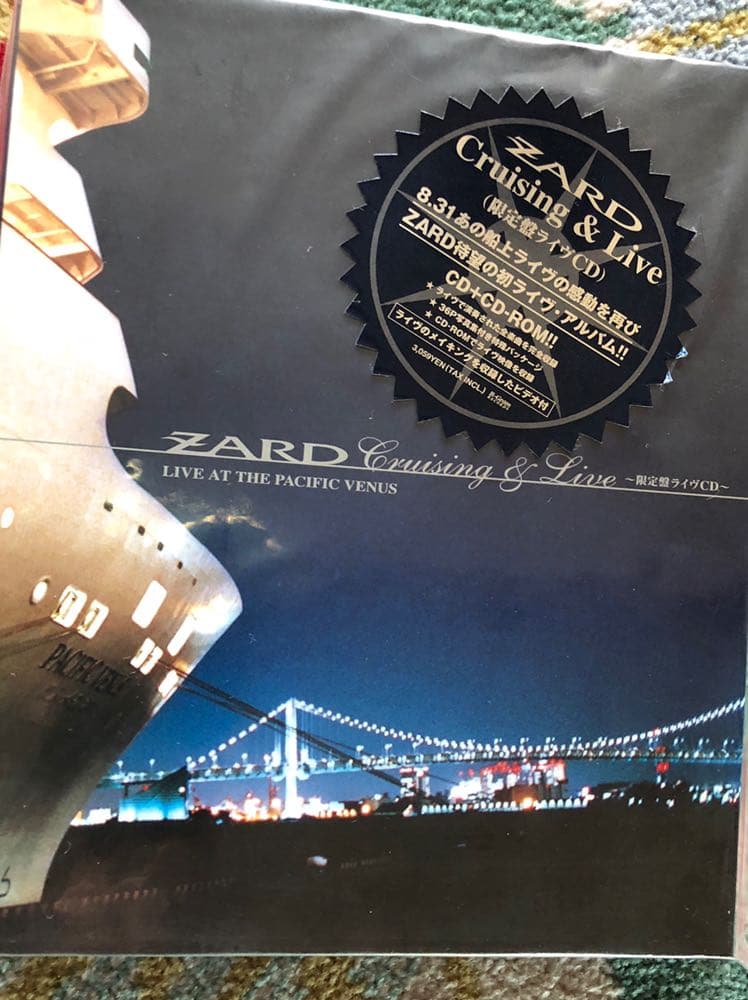 ZARD
Cruising & Live
(限定盤ライヴCD)
8.31あの船上ライヴの感動を再び
ZARD待望の初ライヴ・アルバム!!
CD+CD-ROM!!
★ライヴで演奏された全楽曲を完全収録
★36P写真集付き特殊パッケージ
★CD-ROMでライヴ映像を収録
ライヴのメイキングを収録したビデオ付
3,059YEN(TAX INCL.)
ZARD Cruising & Live ～限定盤ライヴCD～
LIVE AT THE PACIFIC VENUS
PACIFIC VENUS